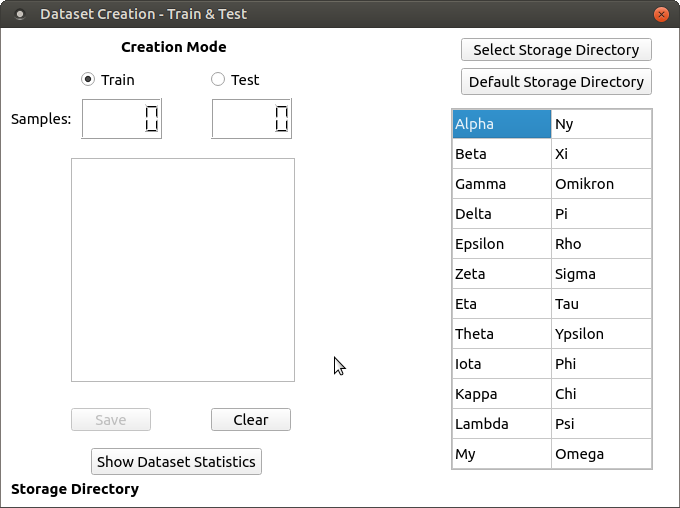 Dataset Creation - Train & Test
Creation Mode
Train Test
Samples: 0 0
Save Clear
Show Dataset Statistics
Storage Directory
Select Storage Directory
Default Storage Directory
Alpha Ny
Beta Xi
Gamma Omikron
Delta Pi
Epsilon Rho
Zeta Sigma
Eta Tau
Theta Ypsilon
Iota Phi
Kappa Chi
Lambda Psi
My Omega